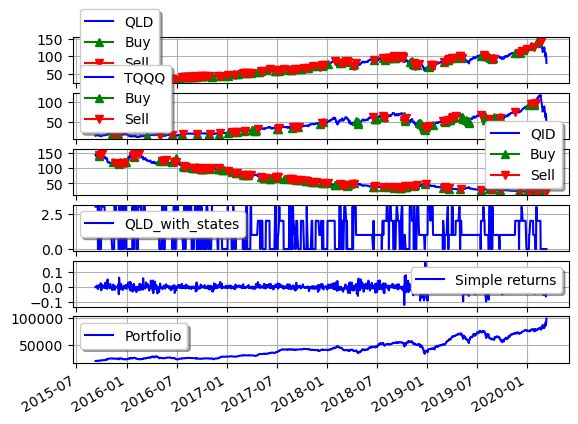 QLD
Buy
Sell
150
100
50
TQQQ
Buy
Sell
100
50
QID
Buy
Sell
150
100
50
QLD_with_states
2.5
0.0
Simple returns
0.1
0.0
−0.1
Portfolio
100000
50000
2015-07
2016-01
2016-07
2017-01
2017-07
2018-01
2018-07
2019-01
2019-07
2020-01